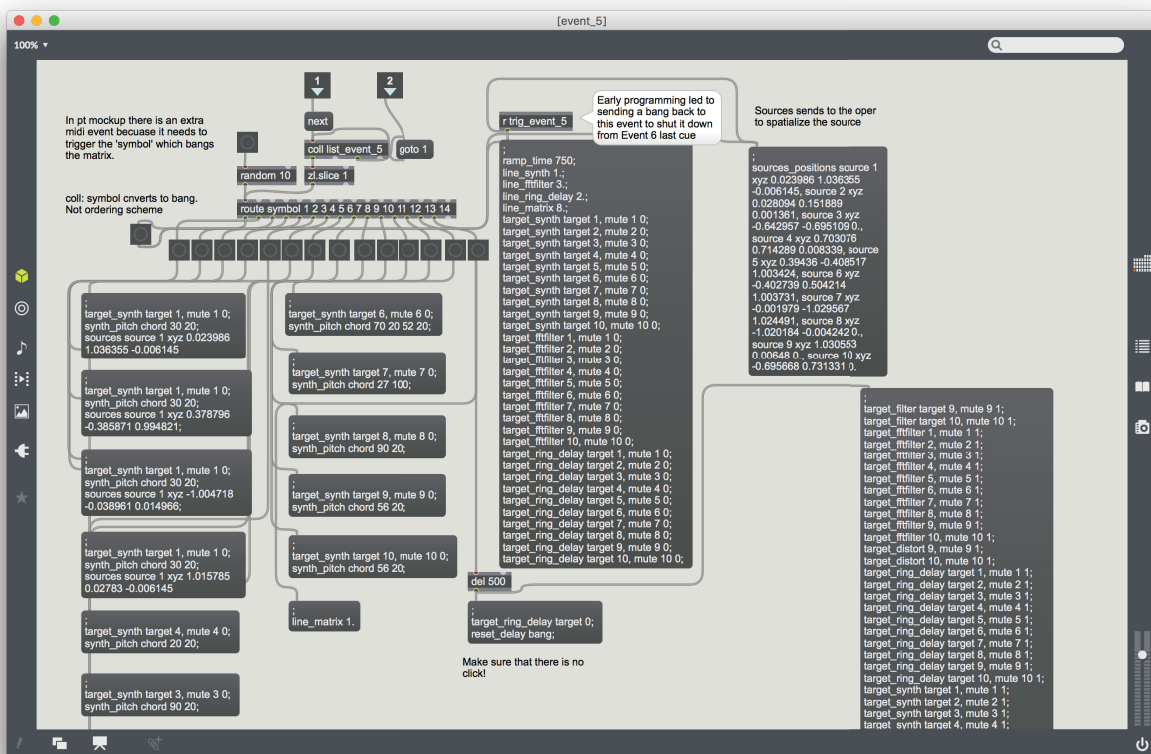 [event_5]
100%
1
2
In pt mockup there is an extra
midi event becuase it needs to
trigger the 'symbol' which bangs
the matrix.
next
coll list_event_5
goto 1
random 10
zl.slice 1
coll: symbol cnverts to bang.
Not ordering scheme
route symbol 1 2 3 4 5 6 7 8 9 10 11 12 13 14
r trig_event_5
Early programming led to
sending a bang back to
this event to shut it down
from Event 6 last cue
Sources sends to the oper
to spatialize the source
;
target_synth target 1, mute 1 0;
synth_pitch chord 30 20;
sources source 1 xyz 0.023986
1.036355 -0.006145
;
target_synth target 1, mute 1 0;
synth_pitch chord 30 20;
sources source 1 xyz 0.378796
-0.385871 0.994821;
;
target_synth target 1, mute 1 0;
synth_pitch chord 30 20;
sources source 1 xyz -1.004718
-0.038961 0.014966;
;
target_synth target 1, mute 1 0;
synth_pitch chord 30 20;
sources source 1 xyz 1.015785
0.02783 -0.006145
;
target_synth target 4, mute 4 0;
synth_pitch chord 20 20;
;
target_synth target 3, mute 3 0;
synth_pitch chord 90 20;
;
target_synth target 6, mute 6 0;
synth_pitch chord 70 20 52 20;
;
target_synth target 7, mute 7 0;
synth_pitch chord 27 100;
;
target_synth target 8, mute 8 0;
synth_pitch chord 90 20;
;
target_synth target 9, mute 9 0;
synth_pitch chord 56 20;
;
target_synth target 10, mute 10 0;
synth_pitch chord 56 20;
;
line_matrix 1.
;
ramp_time 750;
line_synth 1.;
line_fftfilter 3.;
line_ring_delay 2.;
line_matrix 8.;
target_synth target 1, mute 1 0;
target_synth target 2, mute 2 0;
target_synth target 3, mute 3 0;
target_synth target 4, mute 4 0;
target_synth target 5, mute 5 0;
target_synth target 6, mute 6 0;
target_synth target 7, mute 7 0;
target_synth target 8, mute 8 0;
target_synth target 9, mute 9 0;
target_synth target 10, mute 10 0;
target_fftfilter 1, mute 1 0;
target_fftfilter 2, mute 2 0;
target_fftfilter 3, mute 3 0;
target_fftfilter 4, mute 4 0;
target_fftfilter 5, mute 5 0;
target_fftfilter 6, mute 6 0;
target_fftfilter 7, mute 7 0;
target_fftfilter 8, mute 8 0;
target_fftfilter 9, mute 9 0;
target_fftfilter 10, mute 10 0;
target_ring_delay target 1, mute 1 0;
target_ring_delay target 2, mute 2 0;
target_ring_delay target 3, mute 3 0;
target_ring_delay target 4, mute 4 0;
target_ring_delay target 5, mute 5 0;
target_ring_delay target 6, mute 6 0;
target_ring_delay target 7, mute 7 0;
target_ring_delay target 8, mute 8 0;
target_ring_delay target 9, mute 9 0;
target_ring_delay target 10, mute 10 0;
del 500
;
target_ring_delay target 0;
reset_delay bang;
Make sure that there is no
click!
;
sources_positions source 1
xyz 0.023986 1.036355
-0.006145, source 2 xyz
0.028094 0.151889
0.001361, source 3 xyz
-0.642957 -0.695109 0.,
source 4 xyz 0.703076
0.714289 0.008339, source
5 xyz 0.39436 -0.408517
1.003424, source 6 xyz
-0.402739 0.504214
1.003731, source 7 xyz
-0.001979 -1.029567
1.024491, source 8 xyz
-1.020184 -0.004242 0.,
source 9 xyz 1.030553
0.00648 0., source 10 xyz
-0.695668 0.731331 0.
;
target_filter target 9, mute 9 1;
target_filter target 10, mute 10 1;
target_fftfilter 1, mute 1 1;
target_fftfilter 2, mute 2 1;
target_fftfilter 3, mute 3 1;
target_fftfilter 4, mute 4 1;
target_fftfilter 5, mute 5 1;
target_fftfilter 6, mute 6 1;
target_fftfilter 7, mute 7 1;
target_fftfilter 8, mute 8 1;
target_fftfilter 9, mute 9 1;
target_fftfilter 10, mute 10 1;
target_distort 9, mute 9 1;
target_distort 10, mute 10 1;
target_ring_delay target 1, mute 1 1;
target_ring_delay target 2, mute 2 1;
target_ring_delay target 3, mute 3 1;
target_ring_delay target 4, mute 4 1;
target_ring_delay target 5, mute 5 1;
target_ring_delay target 6, mute 6 1;
target_ring_delay target 7, mute 7 1;
target_ring_delay target 8, mute 8 1;
target_ring_delay target 9, mute 9 1;
target_ring_delay target 10, mute 10 1;
target_synth target 1, mute 1 1;
target_synth target 2, mute 2 1;
target_synth target 3, mute 3 1;
target_synth target 4, mute 4 1;